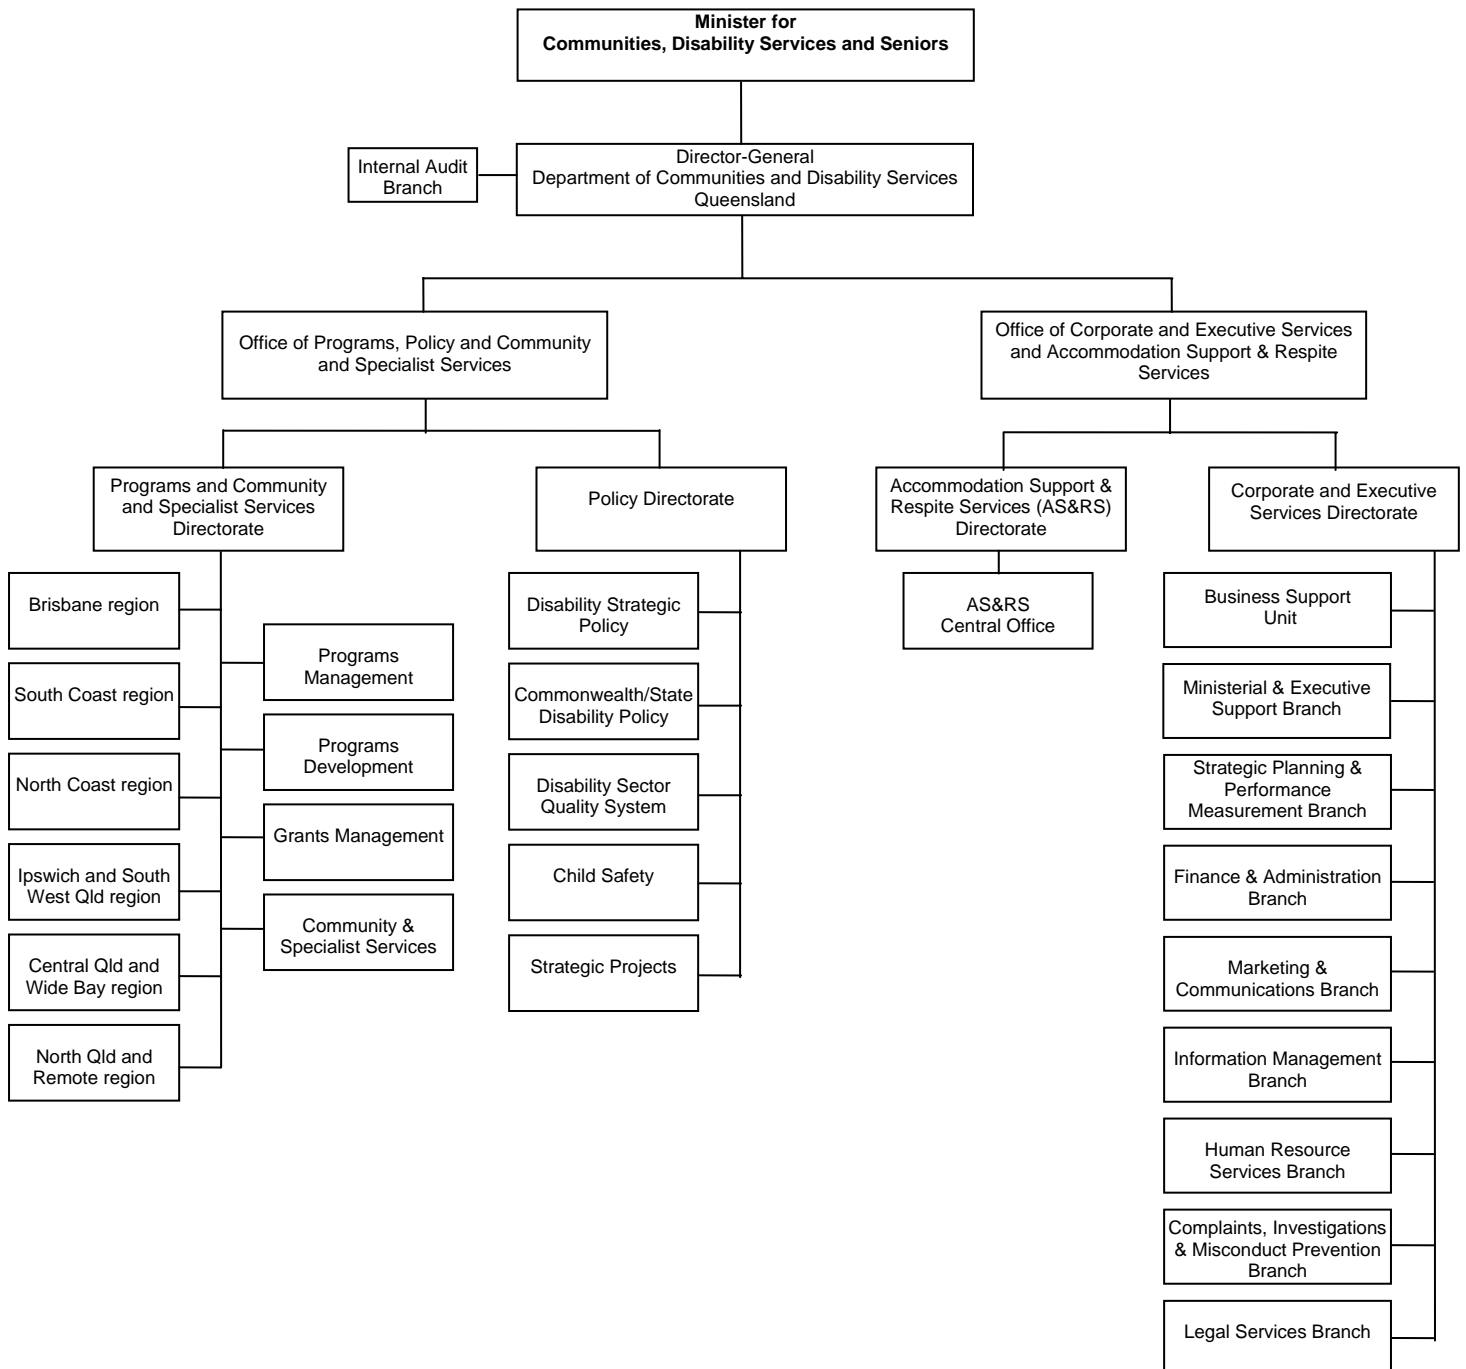 Minister for
Communities, Disability Services and Seniors
Internal Audit
Branch
Director-General
Department of Communities and Disability Services
Queensland
Office of Programs, Policy and Community
and Specialist Services
Office of Corporate and Executive Services
and Accommodation Support & Respite
Services
Programs and Community
and Specialist Services
Directorate
Policy Directorate
Accommodation Support &
Respite Services (AS&RS)
Directorate
Corporate and Executive
Services Directorate
Brisbane region
South Coast region
North Coast region
Ipswich and South
West Qld region
Central Qld and
Wide Bay region
North Qld and
Remote region
Programs
Management
Programs
Development
Grants Management
Community &
Specialist Services
Disability Strategic
Policy
Commonwealth/State
Disability Policy
Disability Sector
Quality System
Child Safety
Strategic Projects
AS&RS
Central Office
Business Support
Unit
Ministerial & Executive
Support Branch
Strategic Planning &
Performance
Measurement Branch
Finance & Administration
Branch
Marketing &
Communications Branch
Information Management
Branch
Human Resource
Services Branch
Complaints, Investigations
& Misconduct Prevention
Branch
Legal Services Branch